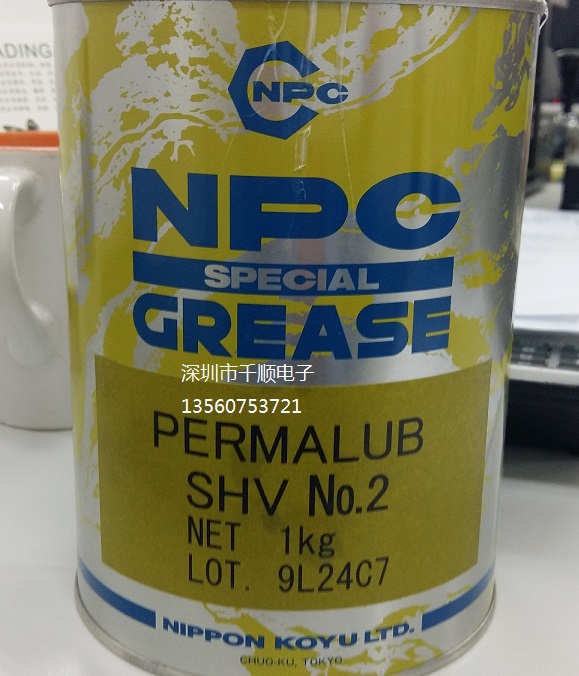 ADING
NPC
NPC
SPECIAL
GREASE
深圳市千顺电子
13560753721
PERMALUB
SHV No.2
NET 1kg
LOT. 9L24C7
NIPPON KOYU LTD.
CHUO-KU, TOKYO